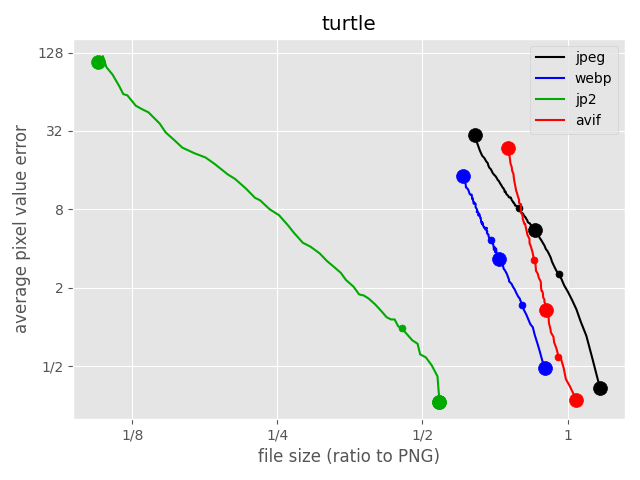 turtle
jpeg
webp
jp2
avif
average pixel value error
128
32
8
2
1/2
1/8
1/4
1/2
1
file size (ratio to PNG)